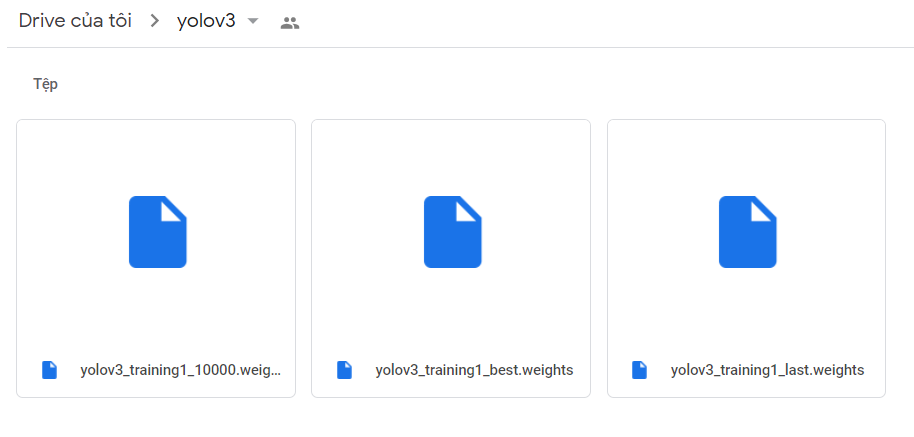 Drive của tôi > yolov3
Tệp
yolov3_training1_10000.weig...
yolov3_training1_best.weights
yolov3_training1_last.weights